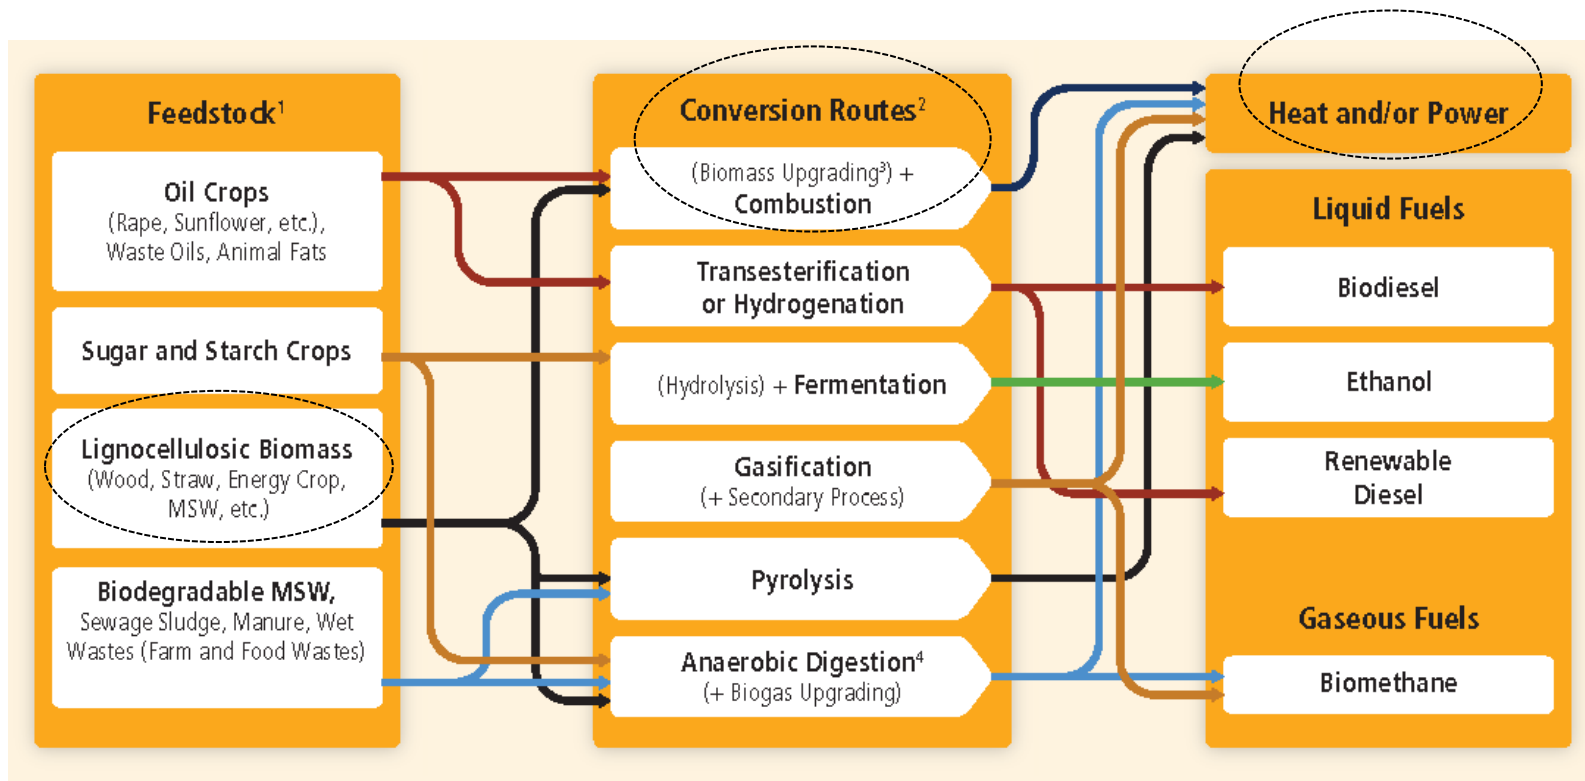 Feedstock¹
Oil Crops
(Rape, Sunflower, etc.),
Waste Oils, Animal Fats
Sugar and Starch Crops
Lignocellulosic Biomass
(Wood, Straw, Energy Crop,
MSW, etc.)
Biodegradable MSW,
Sewage Sludge, Manure, Wet
Wastes (Farm and Food Wastes)
Conversion Routes²
(Biomass Upgrading³) +
Combustion
Transesterification
or Hydrogenation
(Hydrolysis) + Fermentation
Gasification
(+ Secondary Process)
Pyrolysis
Anaerobic Digestion⁴
(+ Biogas Upgrading)
Heat and/or Power
Liquid Fuels
Biodiesel
Ethanol
Renewable
Diesel
Gaseous Fuels
Biomethane